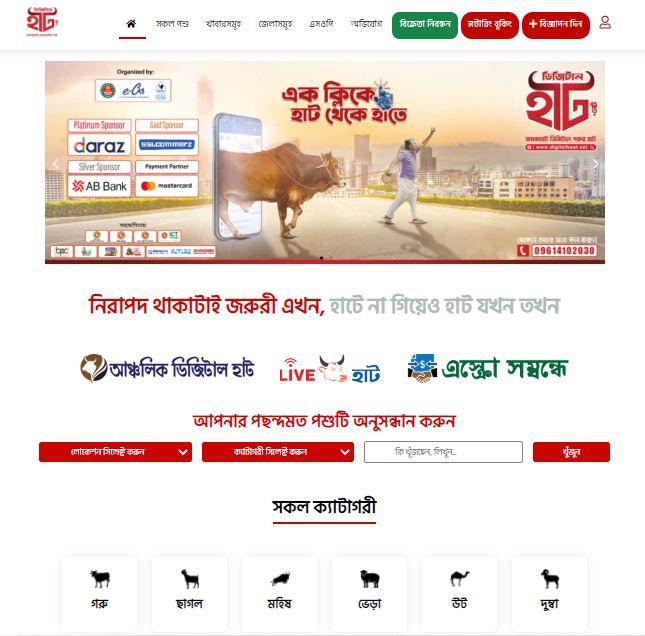 ডিজিটাল
হাট
সকল পশু
খামারসমূহ
জেলাসমূহ
এসওপি
অভিযোগ
বিক্রেতা নিবন্ধন
স্লটারিং বুকিং
+ বিজ্ঞাপন দিন
Organized by:
e-Cab
Platinum Sponsor
Gold Sponsor
daraz
SSLCOMMERZ
Silver Sponsor
Payment Partner
AB Bank
mastercard
সহযোগিতায়:
এক ক্লিকে
হাট থেকে হাতে
ডিজিটাল
হাট
www.digitalhaat.net
09614102030
নিরাপদ থাকাটাই জরুরী এখন, হাটে না গিয়েও হাট যখন তখন
আঞ্চলিক ডিজিটাল হাট
LIVE হাট
এস্ক্রো সম্বন্ধে
আপনার পছন্দমত পশুটি অনুসন্ধান করুন
লোকেশন সিলেক্ট করুন
ক্যাটাগরী সিলেক্ট করুন
কি খুঁজছেন, লিখুন..
খুঁজুন
সকল ক্যাটাগরী
গরু
ছাগল
মহিষ
ভেড়া
উট
দুম্বা